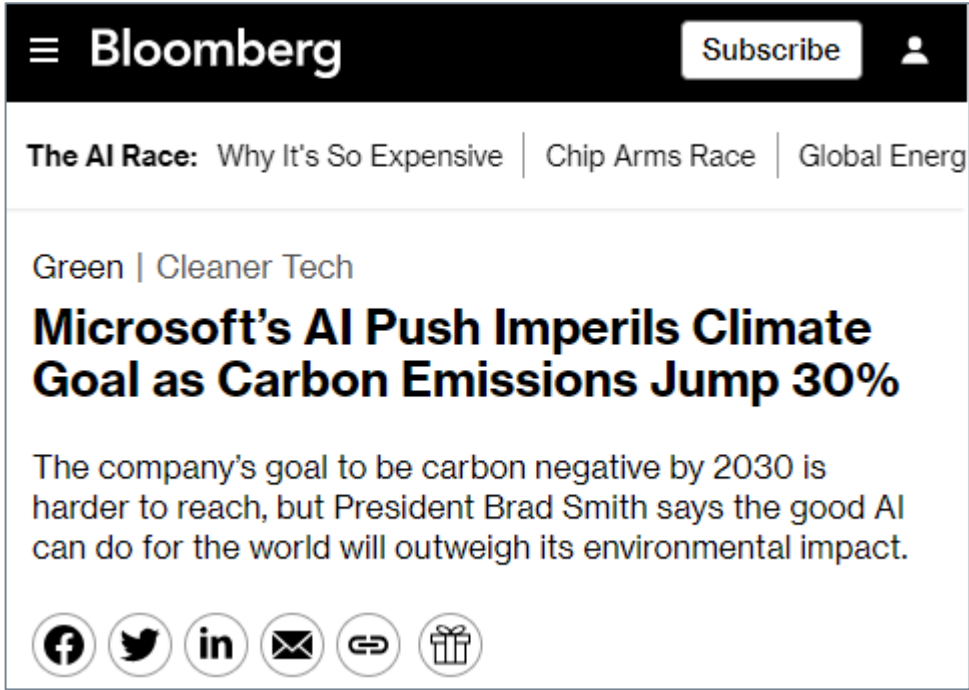 Bloomberg Subscribe
The AI Race: Why It's So Expensive | Chip Arms Race | Global Energ
Green | Cleaner Tech
Microsoft’s AI Push Imperils Climate
Goal as Carbon Emissions Jump 30%
The company’s goal to be carbon negative by 2030 is
harder to reach, but President Brad Smith says the good AI
can do for the world will outweigh its environmental impact.